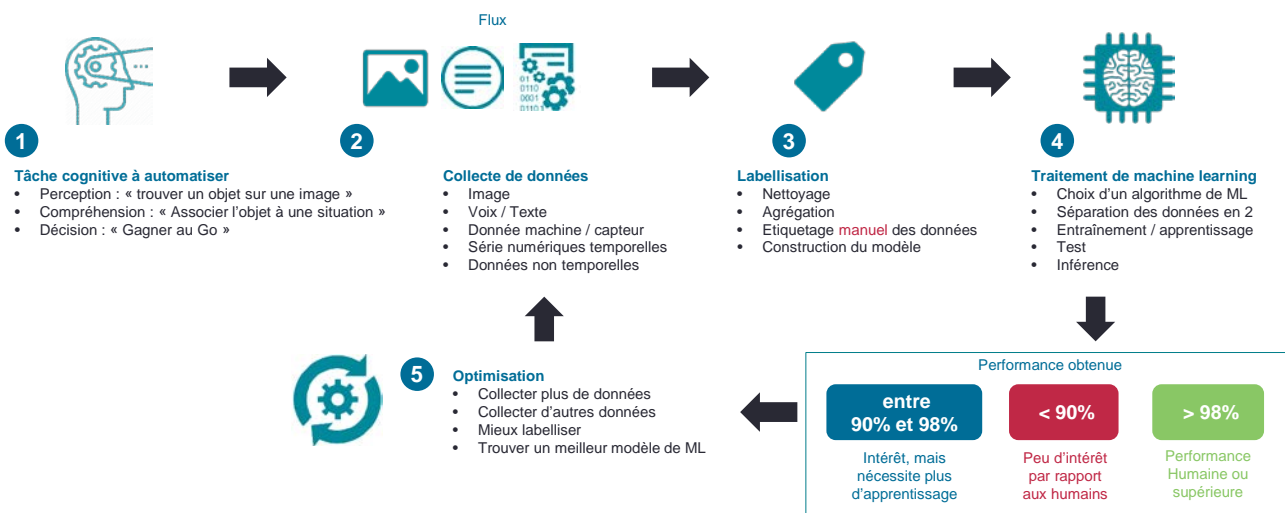 Flux
01
0110
0001
0110.1
1
Tâche cognitive à automatiser
• Perception : « trouver un objet sur une image »
• Compréhension : « Associer l'objet à une situation »
• Décision : « Gagner au Go »
2
Collecte de données
• Image
• Voix / Texte
• Donnée machine / capteur
• Série numériques temporelles
• Données non temporelles
3
Labellisation
• Nettoyage
• Agrégation
• Etiquetage manuel des données
• Construction du modèle
4
Traitement de machine learning
• Choix d'un algorithme de ML
• Séparation des données en 2
• Entraînement / apprentissage
• Test
• Inférence
Performance obtenue
entre
90% et 98%
Intérêt, mais
nécessite plus
d'apprentissage
< 90%
Peu d'intérêt
par rapport
aux humains
> 98%
Performance
Humaine ou
supérieure
5
Optimisation
• Collecter plus de données
• Collecter d'autres données
• Mieux labelliser
• Trouver un meilleur modèle de ML